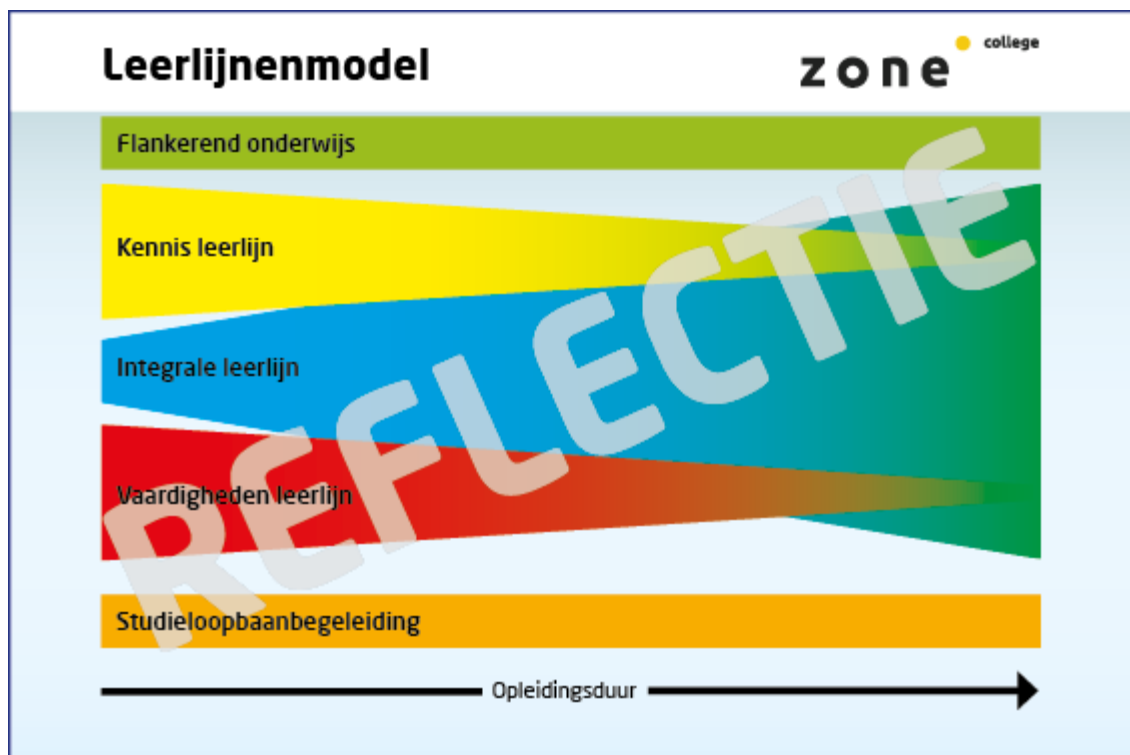 Leerlijnenmodel
college
zone
Flankerend onderwijs
Kennis leerlijn
Integrale leerlijn
Vaardigheden leerlijn
REFLECTIE
Studieloopbaanbegeleiding
Opleidingsduur